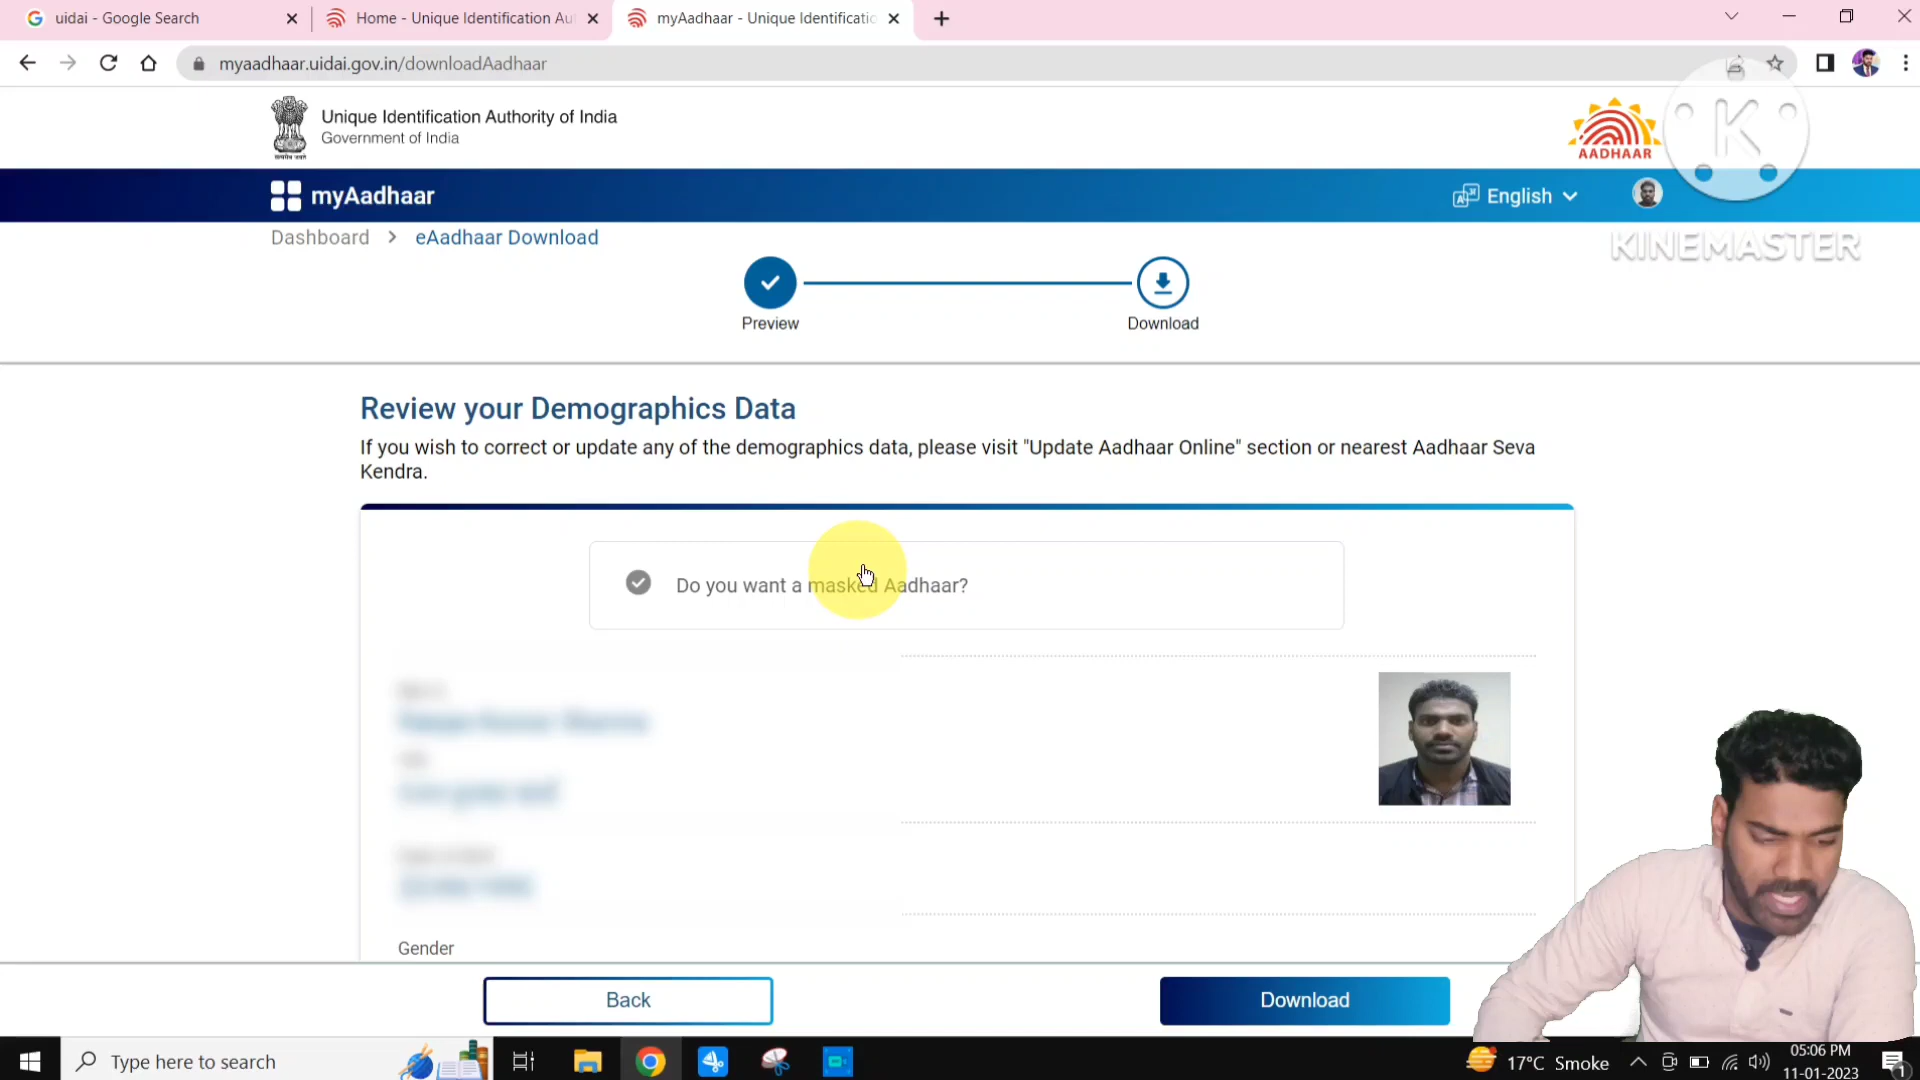 uidai - Google Search
Home - Unique Identification Au
myAadhaar - Unique Identificatio
myaadhaar.uidai.gov.in/downloadAadhaar
Unique Identification Authority of India
Government of India
AADHAAR
K
myAadhaar
English
KINEMASTER
Dashboard > eAadhaar Download
Preview
Download
Review your Demographics Data
If you wish to correct or update any of the demographics data, please visit "Update Aadhaar Online" section or nearest Aadhaar Seva
Kendra.
Do you want a masked Aadhaar?
Gender
Back
Download
Type here to search
17°C Smoke
05:06 PM
11-01-2023
1